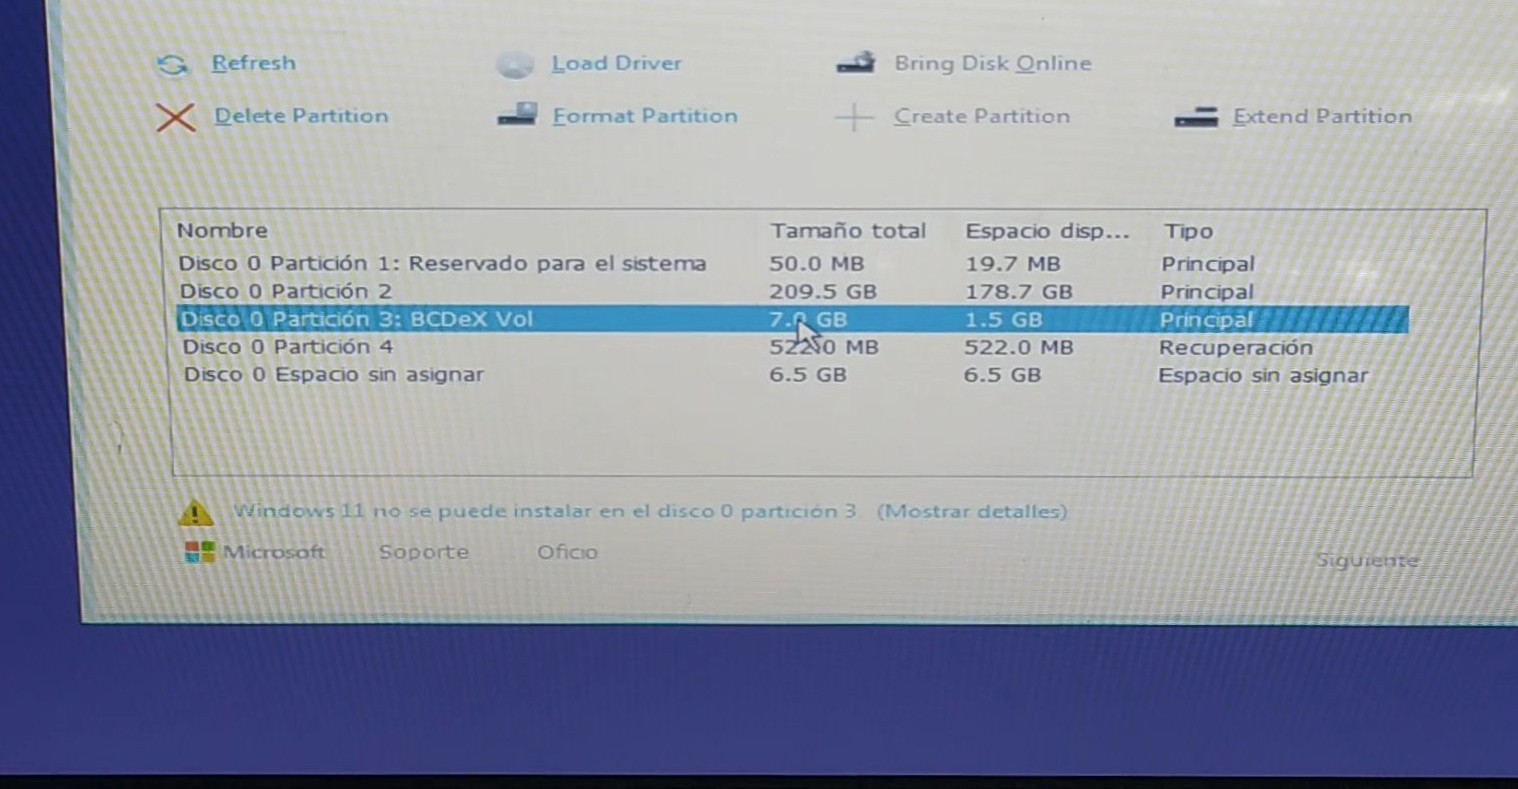 Refresh Load Driver Bring Disk Online
Delete Partition Format Partition Create Partition Extend Partition
Nombre Tamaño total Espacio disp... Tipo
Disco 0 Partición 1: Reservado para el sistema 50.0 MB 19.7 MB Principal
Disco 0 Partición 2 209.5 GB 178.7 GB Principal
Disco 0 Partición 3: BCDeX Vol GB 1.5 GB Principal
Disco 0 Partición 4 522.0 MB 522.0 MB Recuperación
Disco 0 Espacio sin asignar 6.5 GB 6.5 GB Espacio sin asignar
Windows 11 no se puede instalar en el disco 0 partición 3. (Mostrar detalles)
Microsoft Soporte Oficio
Siguiente